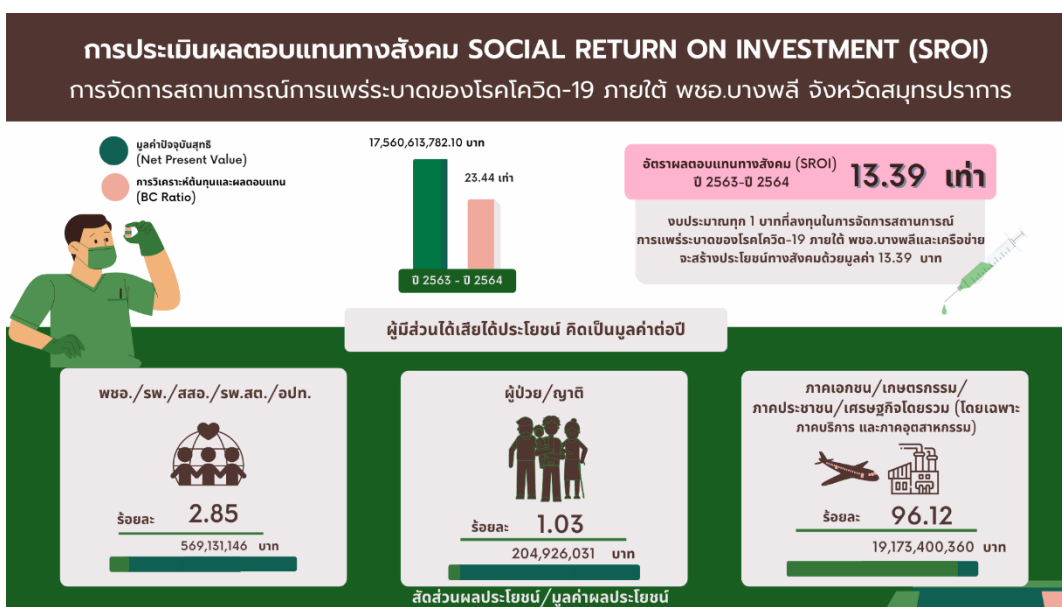 การประเมินผลตอบแทนทางสังคม SOCIAL RETURN ON INVESTMENT (SROI)
การจัดการสถานการณ์การแพร่ระบาดของโรคโควิด-19 ภายใต้ พชอ.บางพลี จังหวัดสมุทรปราการ
มูลค่าปัจจุบันสุทธิ
(Net Present Value)
การวิเคราะห์ต้นทุนและผลตอบแทน
(BC Ratio)
17,560,613,782.10 บาท
23.44 เท่า
ปี 2563 - ปี 2564
อัตราผลตอบแทนทางสังคม (SROI)
ปี 2563-ปี 2564
13.39 เท่า
งบประมาณทุก 1 บาทที่ลงทุนในการจัดการสถานการณ์
การแพร่ระบาดของโรคโควิด-19 ภายใต้ พชอ.บางพลีและเครือข่าย
จะสร้างประโยชน์ทางสังคมด้วยมูลค่า 13.39 บาท
ผู้มีส่วนได้เสียได้ประโยชน์ คิดเป็นมูลค่าต่อปี
พชอ./รพ./สสอ./รพ.สต./อปท.
ร้อยละ 2.85
569,131,146 บาท
ผู้ป่วย/ญาติ
ร้อยละ 1.03
204,926,031 บาท
ภาคเอกชน/เกษตรกรรม/
ภาคประชาชน/เศรษฐกิจโดยรวม (โดยเฉพาะ
ภาคบริการ และภาคอุตสาหกรรม)
ร้อยละ 96.12
19,173,400,360 บาท
สัดส่วนผลประโยชน์/มูลค่าผลประโยชน์